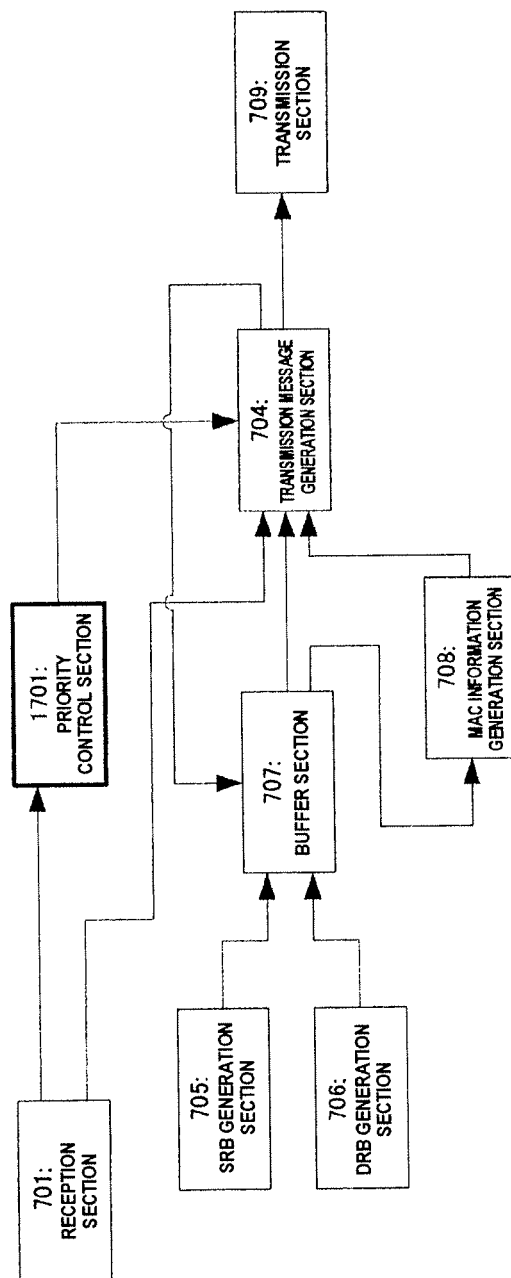 701:
RECEPTION
SECTION
1701:
PRIORITY
CONTROL SECTION
705:
SRB GENERATION
SECTION
706:
DRB GENERATION
SECTION
707:
BUFFER SECTION
708:
MAC INFORMATION
GENERATION SECTION
704:
TRANSMISSION MESSAGE
GENERATION SECTION
709:
TRANSMISSION
SECTION